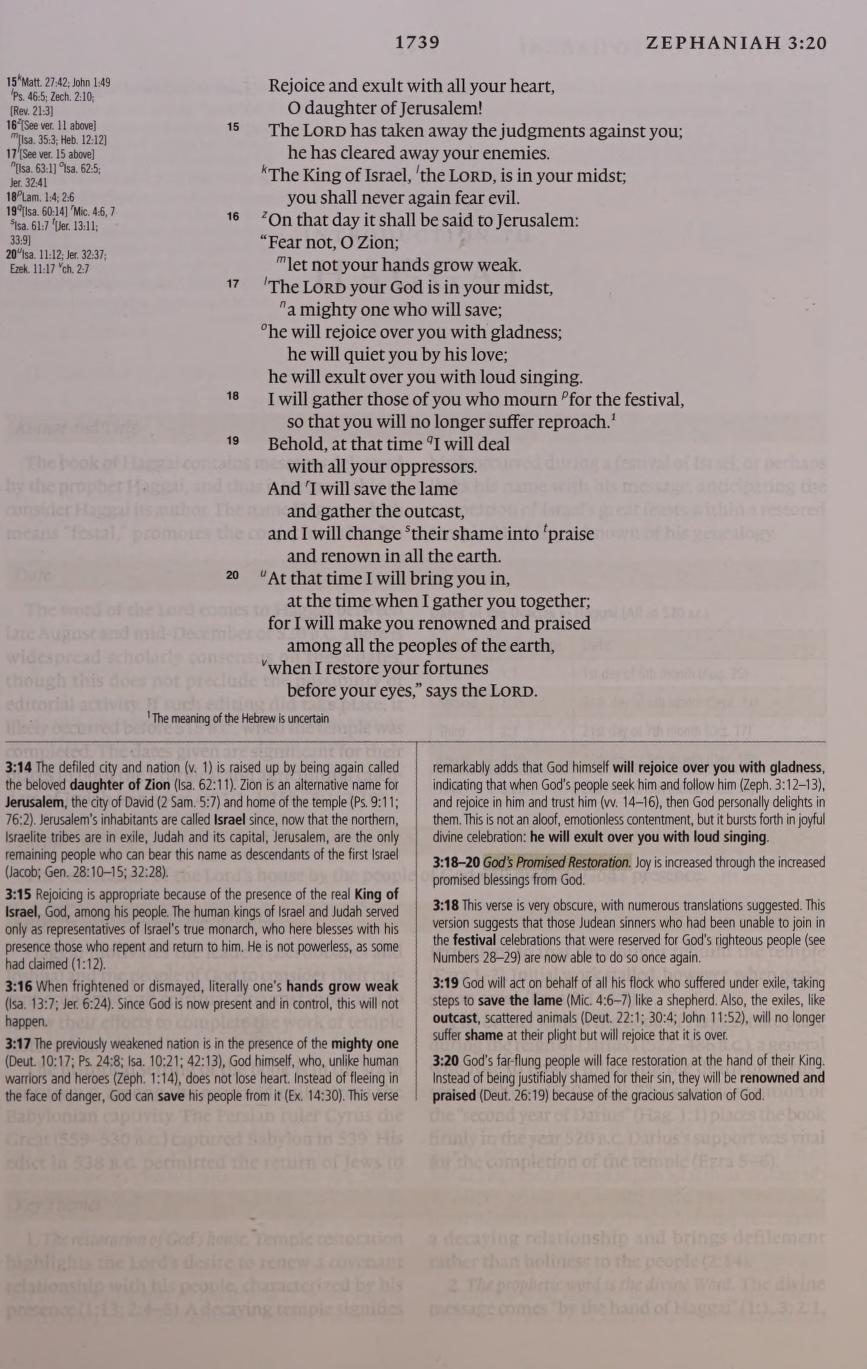 1739
ZEPHANIAH 3:20
15ᵏMatt. 27:42; John 1:49
ˡPs. 46:5; Zech. 2:10;
[Rev. 21:3]
16ᶻ[See ver. 11 above]
ᵐ[Isa. 35:3; Heb. 12:12]
17ˡ[See ver. 15 above]
ⁿ[Isa. 63:1] ᵒIsa. 62:5;
Jer. 32:41
18ᵖLam. 1:4; 2:6
19𐞥[Isa. 60:14] ʳMic. 4:6, 7
ˢIsa. 61:7 ᵗ[Jer. 13:11;
33:9]
20ᵘIsa. 11:12; Jer. 32:37;
Ezek. 11:17 ᵛch. 2:7
Rejoice and exult with all your heart,
O daughter of Jerusalem!
15 The LORD has taken away the judgments against you;
he has cleared away your enemies.
ᵏThe King of Israel, ˡthe LORD, is in your midst;
you shall never again fear evil.
16 ᶻOn that day it shall be said to Jerusalem:
“Fear not, O Zion;
ᵐlet not your hands grow weak.
17 ˡThe LORD your God is in your midst,
ⁿa mighty one who will save;
ᵒhe will rejoice over you with gladness;
he will quiet you by his love;
he will exult over you with loud singing.
18 I will gather those of you who mourn ᵖfor the festival,
so that you will no longer suffer reproach.¹
19 Behold, at that time 𐞥I will deal
with all your oppressors.
And ʳI will save the lame
and gather the outcast,
and I will change ˢtheir shame into ᵗpraise
and renown in all the earth.
20 ᵘAt that time I will bring you in,
at the time when I gather you together;
for I will make you renowned and praised
among all the peoples of the earth,
ᵛwhen I restore your fortunes
before your eyes,” says the LORD.
¹The meaning of the Hebrew is uncertain
3:14 The defiled city and nation (v. 1) is raised up by being again called
the beloved daughter of Zion (Isa. 62:11). Zion is an alternative name for
Jerusalem, the city of David (2 Sam. 5:7) and home of the temple (Ps. 9:11;
76:2). Jerusalem's inhabitants are called Israel since, now that the northern,
Israelite tribes are in exile, Judah and its capital, Jerusalem, are the only
remaining people who can bear this name as descendants of the first Israel
(Jacob; Gen. 28:10–15; 32:28).
3:15 Rejoicing is appropriate because of the presence of the real King of
Israel, God, among his people. The human kings of Israel and Judah served
only as representatives of Israel's true monarch, who here blesses with his
presence those who repent and return to him. He is not powerless, as some
had claimed (1:12).
3:16 When frightened or dismayed, literally one's hands grow weak
(Isa. 13:7; Jer. 6:24). Since God is now present and in control, this will not
happen.
3:17 The previously weakened nation is in the presence of the mighty one
(Deut. 10:17; Ps. 24:8; Isa. 10:21; 42:13), God himself, who, unlike human
warriors and heroes (Zeph. 1:14), does not lose heart. Instead of fleeing in
the face of danger, God can save his people from it (Ex. 14:30). This verse
remarkably adds that God himself will rejoice over you with gladness,
indicating that when God's people seek him and follow him (Zeph. 3:12–13),
and rejoice in him and trust him (vv. 14–16), then God personally delights in
them. This is not an aloof, emotionless contentment, but it bursts forth in joyful
divine celebration: he will exult over you with loud singing.
3:18–20 God's Promised Restoration. Joy is increased through the increased
promised blessings from God.
3:18 This verse is very obscure, with numerous translations suggested. This
version suggests that those Judean sinners who had been unable to join in
the festival celebrations that were reserved for God's righteous people (see
Numbers 28–29) are now able to do so once again.
3:19 God will act on behalf of all his flock who suffered under exile, taking
steps to save the lame (Mic. 4:6–7) like a shepherd. Also, the exiles, like
outcast, scattered animals (Deut. 22:1; 30:4; John 11:52), will no longer
suffer shame at their plight but will rejoice that it is over.
3:20 God's far-flung people will face restoration at the hand of their King.
Instead of being justifiably shamed for their sin, they will be renowned and
praised (Deut. 26:19) because of the gracious salvation of God.